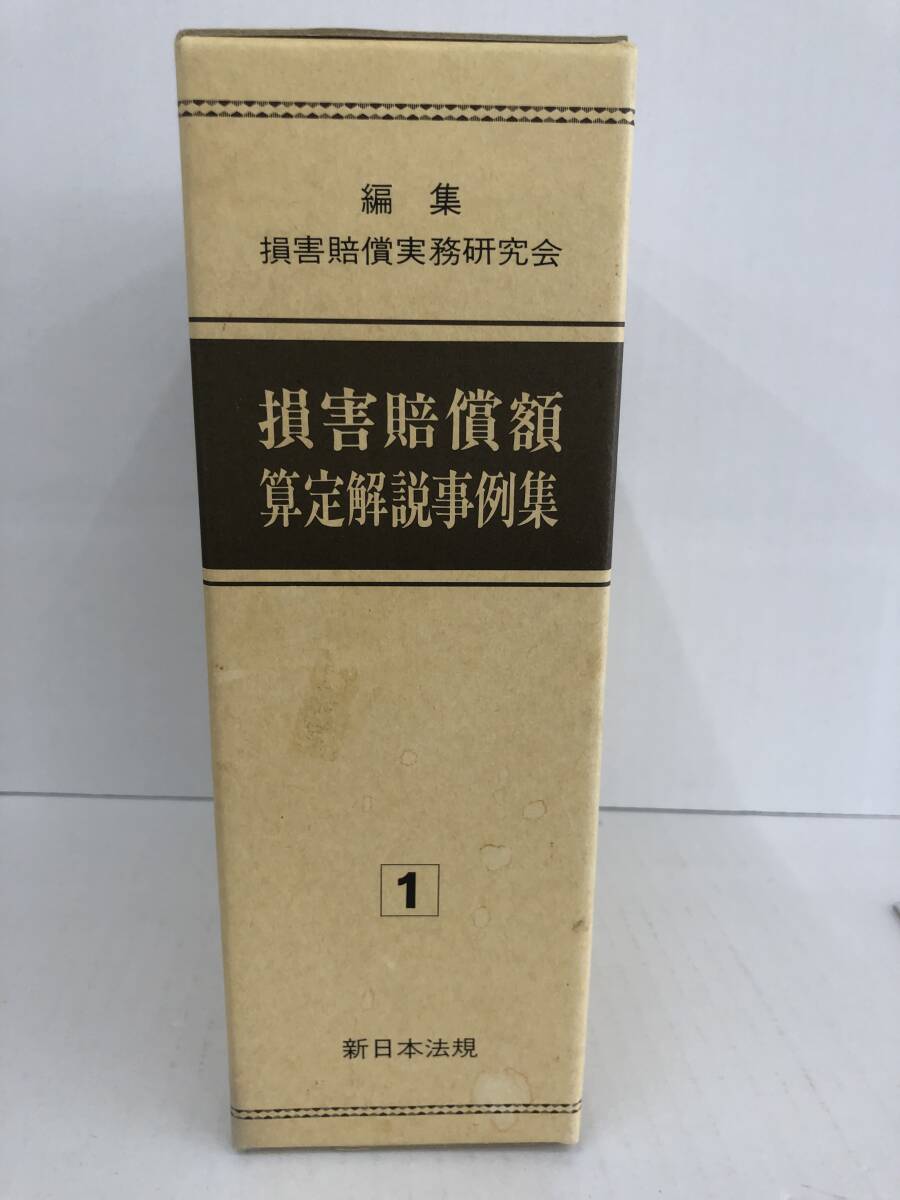 編 集
損害賠償実務研究会
損害賠償額
算定解説事例集
1
新日本法規